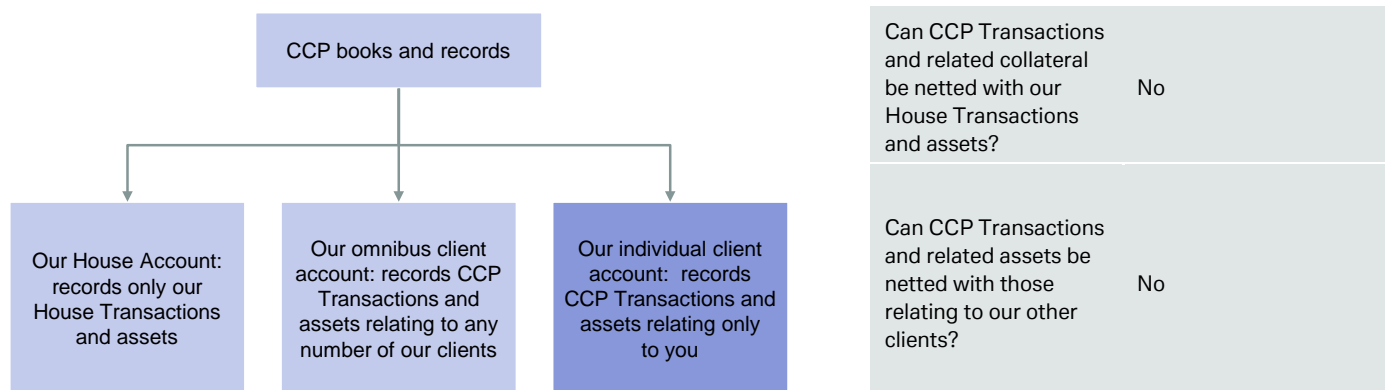 CCP books and records
Our House Account:
records only our
House Transactions
and assets
Our omnibus client
account: records CCP
Transactions and
assets relating to any
number of our clients
Our individual client
account: records
CCP Transactions and
assets relating only
to you
Can CCP Transactions
and related collateral
be netted with our
House Transactions
and assets?
No
Can CCP Transactions
and related assets be
netted with those
relating to our other
clients?
No